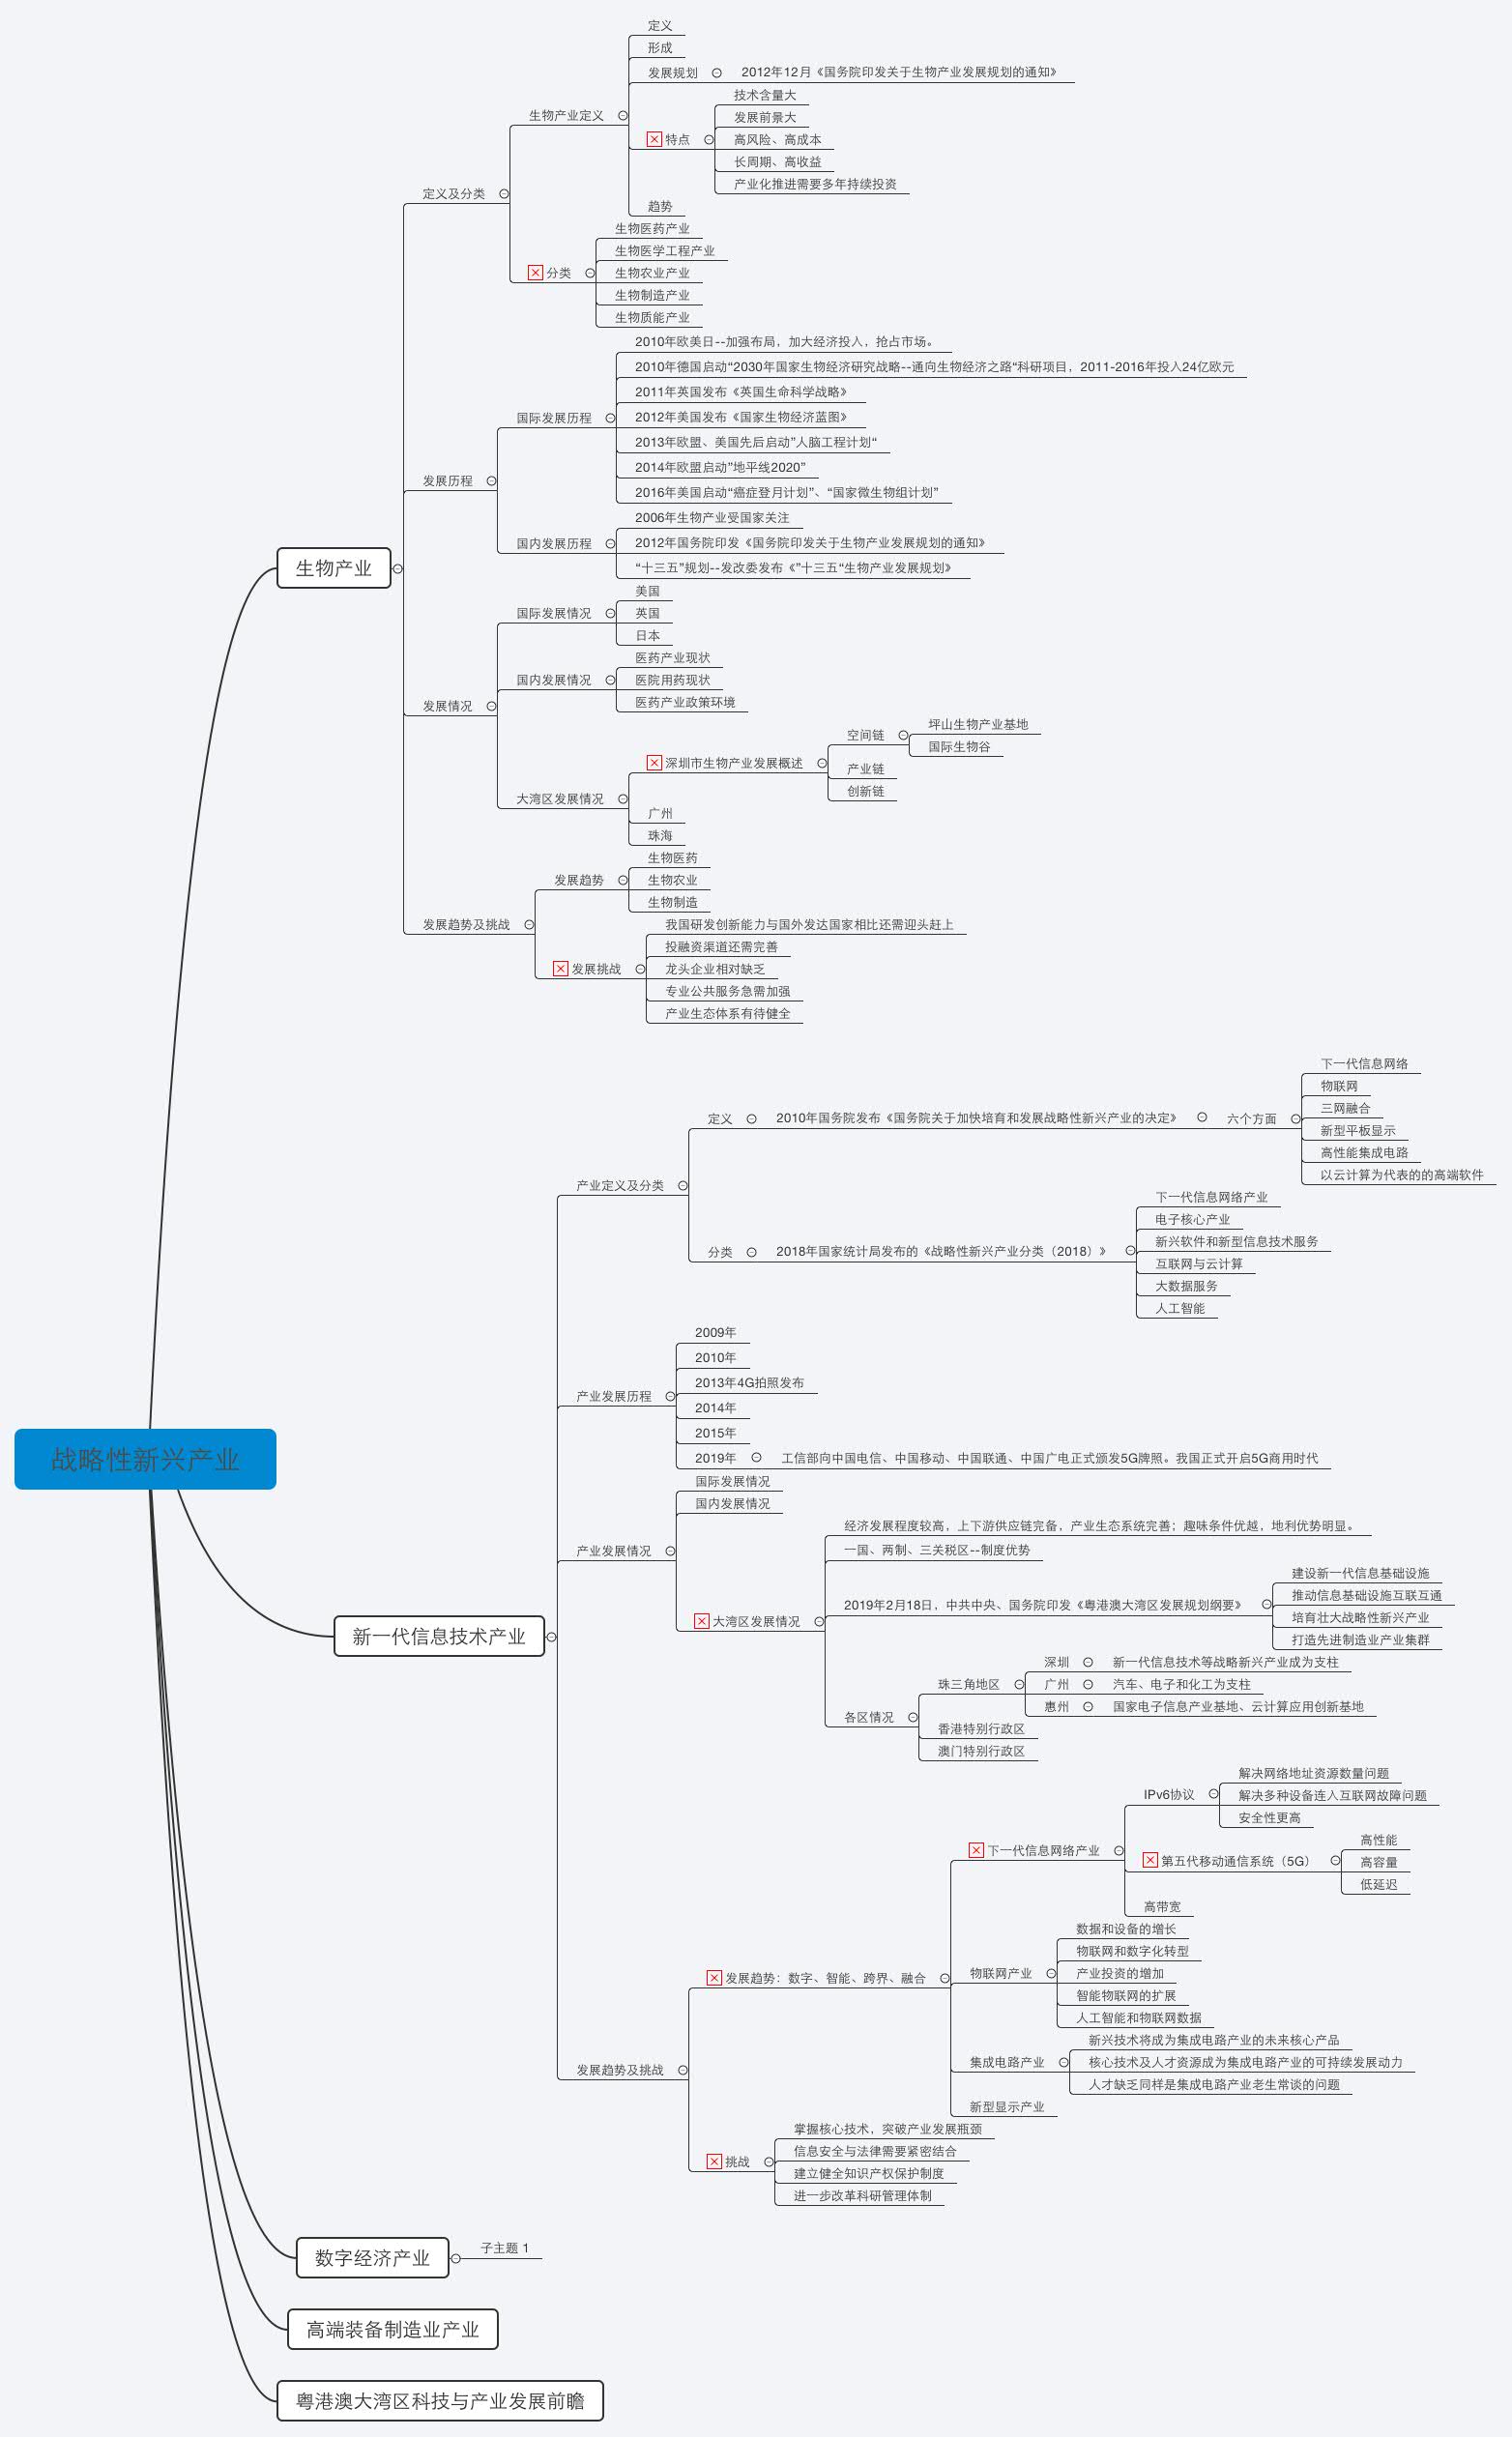 战略性新兴产业
生物产业
定义及分类
生物产业定义
定义
形成
发展规划
2012年12月《国务院印发关于生物产业发展规划的通知》
特点
技术含量大
发展前景大
高风险、高成本
长周期、高收益
产业化推进需要多年持续投资
趋势
分类
生物医药产业
生物医学工程产业
生物农业产业
生物制造产业
生物质能产业
发展历程
国际发展历程
2010年欧美日--加强布局，加大经济投入，抢占市场。
2010年德国启动“2030年国家生物经济研究战略--通向生物经济之路“科研项目，2011-2016年投入24亿欧元
2011年英国发布《英国生命科学战略》
2012年美国发布《国家生物经济蓝图》
2013年欧盟、美国先后启动”人脑工程计划“
2014年欧盟启动”地平线2020”
2016年美国启动“癌症登月计划”、“国家微生物组计划”
国内发展历程
2006年生物产业受国家关注
2012年国务院印发《国务院印发关于生物产业发展规划的通知》
“十三五”规划--发改委发布《”十三五“生物产业发展规划》
发展情况
国际发展情况
美国
英国
日本
国内发展情况
医药产业现状
医院用药现状
医药产业政策环境
大湾区发展情况
深圳市生物产业发展概述
空间链
坪山生物产业基地
国际生物谷
产业链
创新链
广州
珠海
发展趋势及挑战
发展趋势
生物医药
生物农业
生物制造
发展挑战
我国研发创新能力与国外发达国家相比还需迎头赶上
投融资渠道还需完善
龙头企业相对缺乏
专业公共服务急需加强
产业生态体系有待健全
新一代信息技术产业
产业定义及分类
定义
2010年国务院发布《国务院关于加快培育和发展战略性新兴产业的决定》
六个方面
下一代信息网络
物联网
三网融合
新型平板显示
高性能集成电路
以云计算为代表的的高端软件
分类
2018年国家统计局发布的《战略性新兴产业分类（2018）》
下一代信息网络产业
电子核心产业
新兴软件和新型信息技术服务
互联网与云计算
大数据服务
人工智能
产业发展历程
2009年
2010年
2013年4G拍照发布
2014年
2015年
2019年
工信部向中国电信、中国移动、中国联通、中国广电正式颁发5G牌照。我国正式开启5G商用时代
产业发展情况
国际发展情况
国内发展情况
大湾区发展情况
经济发展程度较高，上下游供应链完备，产业生态系统完善；趣味条件优越，地利优势明显。
一国、两制、三关税区--制度优势
2019年2月18日，中共中央、国务院印发《粤港澳大湾区发展规划纲要》
建设新一代信息基础设施
推动信息基础设施互联互通
培育壮大战略性新兴产业
打造先进制造业产业集群
各区情况
珠三角地区
深圳
新一代信息技术等战略新兴产业成为支柱
广州
汽车、电子和化工为支柱
惠州
国家电子信息产业基地、云计算应用创新基地
香港特别行政区
澳门特别行政区
发展趋势及挑战
发展趋势：数字、智能、跨界、融合
下一代信息网络产业
IPv6协议
解决网络地址资源数量问题
解决多种设备连入互联网故障问题
安全性更高
第五代移动通信系统（5G）
高性能
高容量
低延迟
高带宽
物联网产业
数据和设备的增长
物联网和数字化转型
产业投资的增加
智能物联网的扩展
人工智能和物联网数据
集成电路产业
新兴技术将成为集成电路产业的未来核心产品
核心技术及人才资源成为集成电路产业的可持续发展动力
人才缺乏同样是集成电路产业老生常谈的问题
新型显示产业
挑战
掌握核心技术，突破产业发展瓶颈
信息安全与法律需要紧密结合
建立健全知识产权保护制度
进一步改革科研管理体制
数字经济产业
子主题 1
高端装备制造业产业
粤港澳大湾区科技与产业发展前瞻